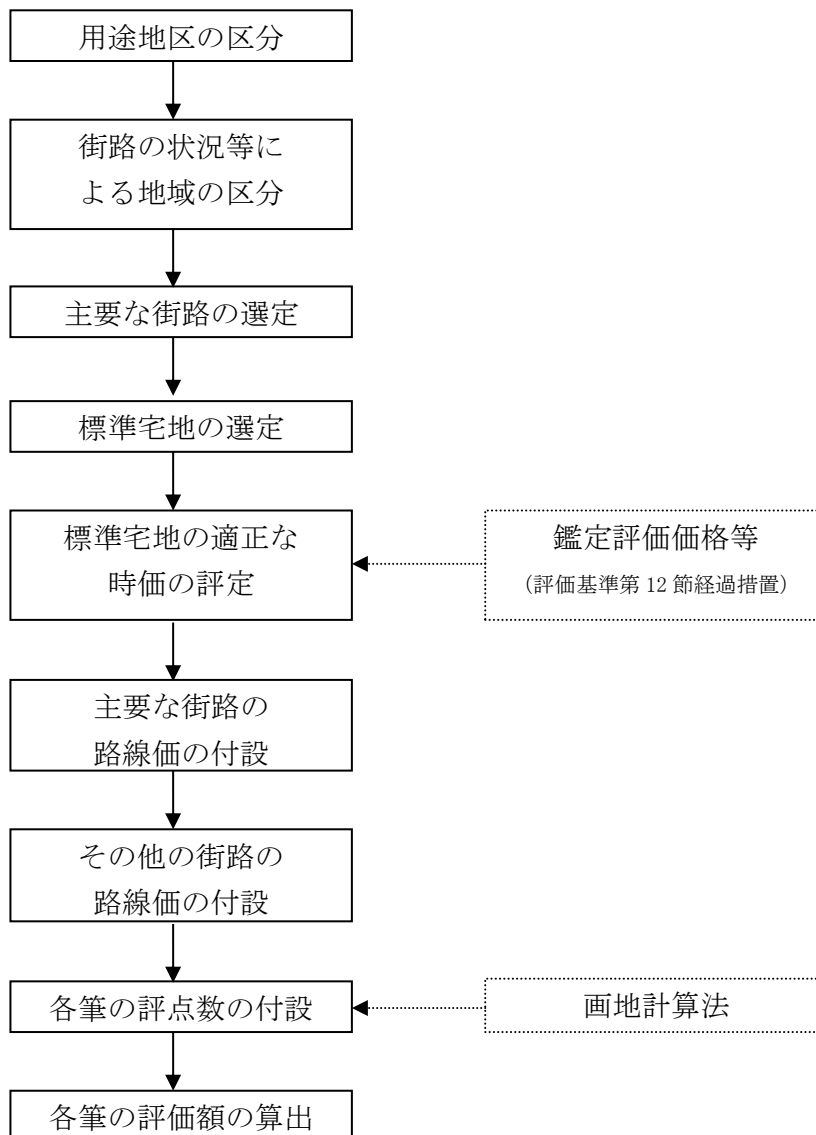 用途地区の区分
街路の状況等に
よる地域の区分
主要な街路の選定
標準宅地の選定
標準宅地の適正な
時価の評定
鑑定評価価格等
（評価基準第 12 節経過措置）
主要な街路の
路線価の付設
その他の街路の
路線価の付設
各筆の評点数の付設
画地計算法
各筆の評価額の算出